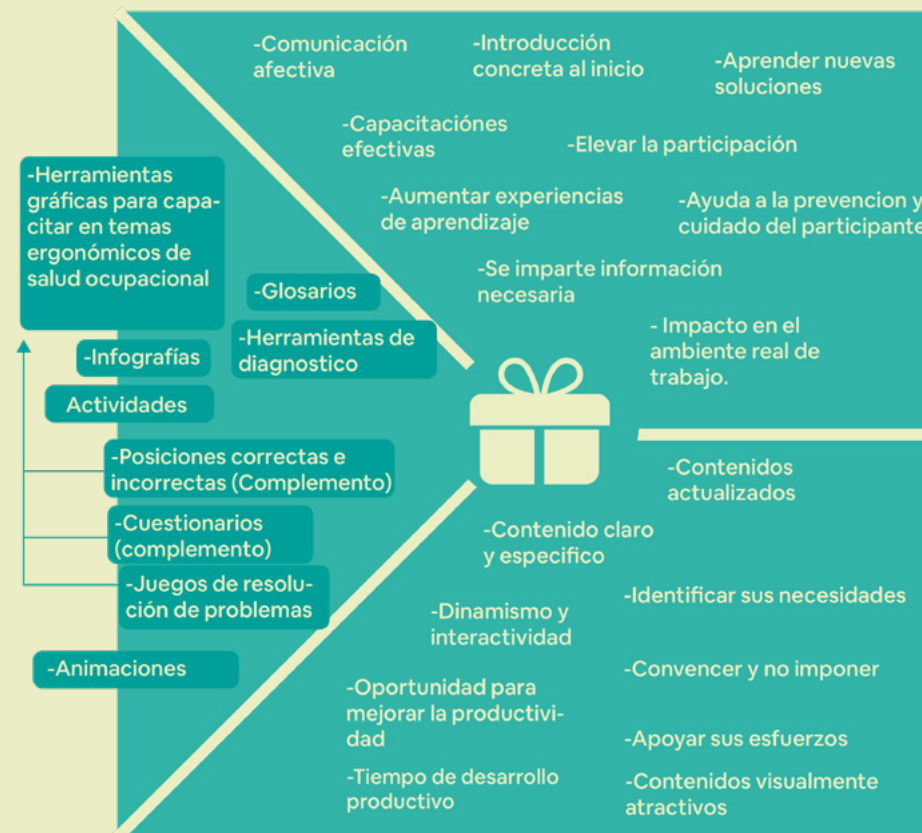 -Comunicación
afectiva
-Introducción
concreta al inicio
-Aprender nuevas
soluciones
-Capacitaciónes
efectivas
-Elevar la participación
-Aumentar experiencias
de aprendizaje
-Ayuda a la prevencion y
cuidado del participante
-Se imparte información
necesaria
- Impacto en el
ambiente real de
trabajo.
-Herramientas
gráficas para capa-
citar en temas
ergonómicos de
salud ocupacional
-Glosarios
-Herramientas de
diagnostico
-Infografías
Actividades
-Posiciones correctas e
incorrectas (Complemento)
-Cuestionarios
(complemento)
-Juegos de resolu-
ción de problemas
-Animaciones
-Contenidos
actualizados
-Contenido claro
y especifico
-Identificar sus necesidades
-Dinamismo y
interactividad
-Convencer y no imponer
-Oportunidad para
mejorar la productivi-
dad
-Apoyar sus esfuerzos
-Tiempo de desarrollo
productivo
-Contenidos visualmente
atractivos